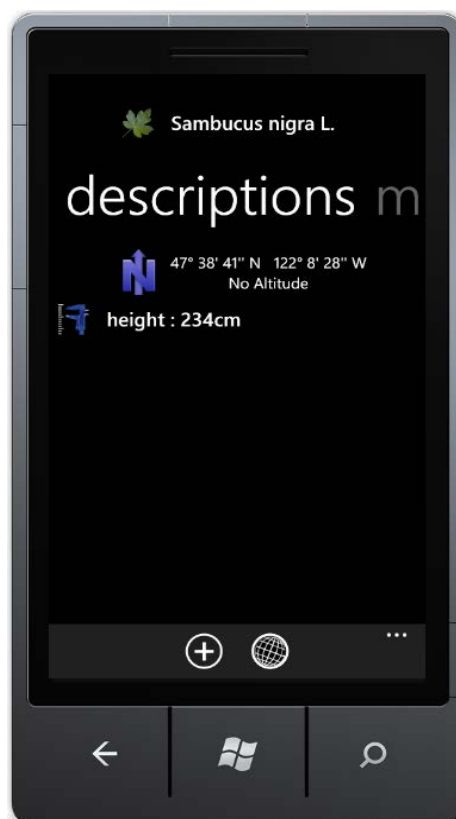 Sambucus nigra L.
descriptions m
47° 38' 41'' N 122° 8' 28'' W
No Altitude
height : 234cm